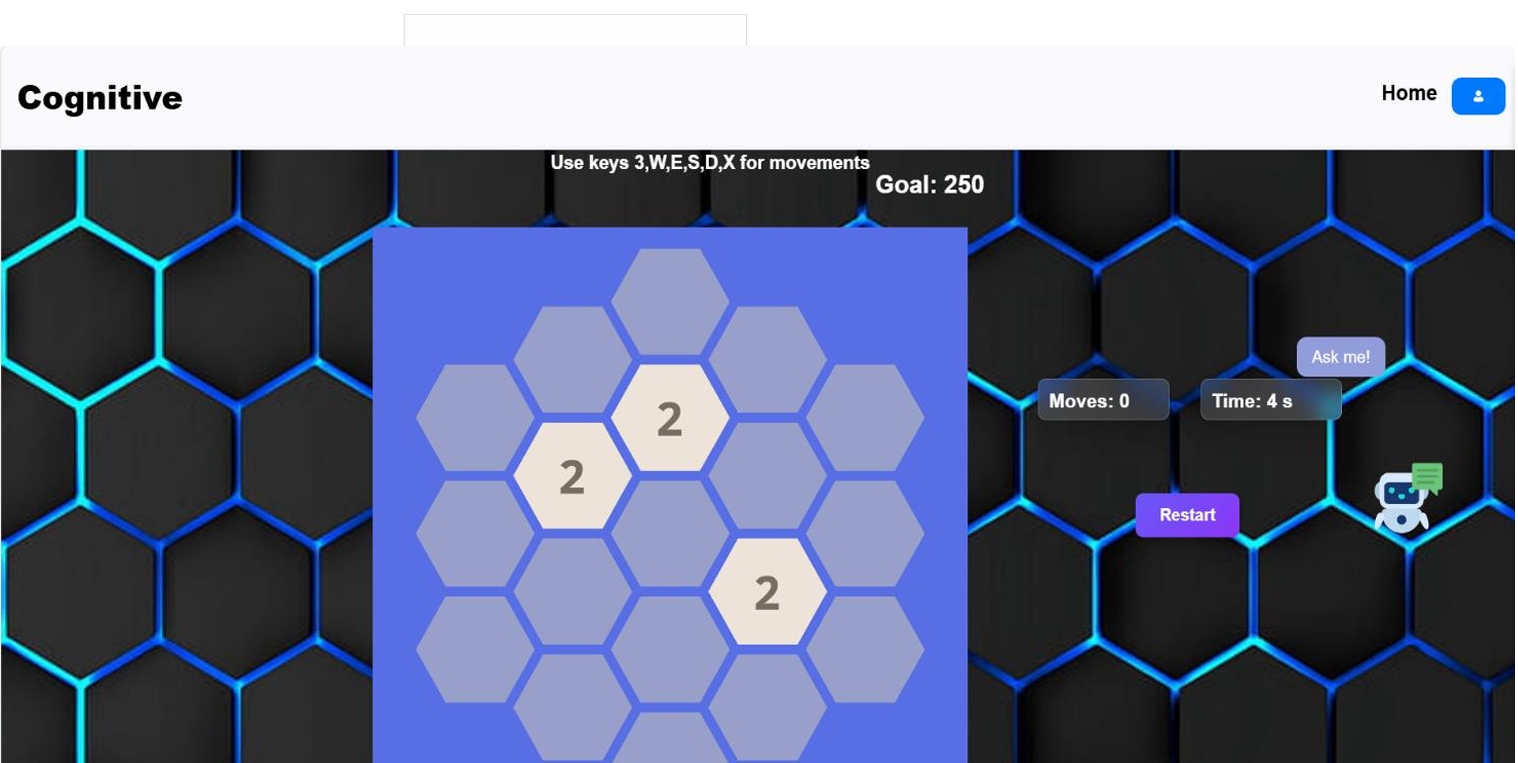 Cognitive
Home
Use keys 3,W,E,S,D,X for movements
Goal: 250
Ask me!
Moves: 0
Time: 4 s
2
2
Restart
2